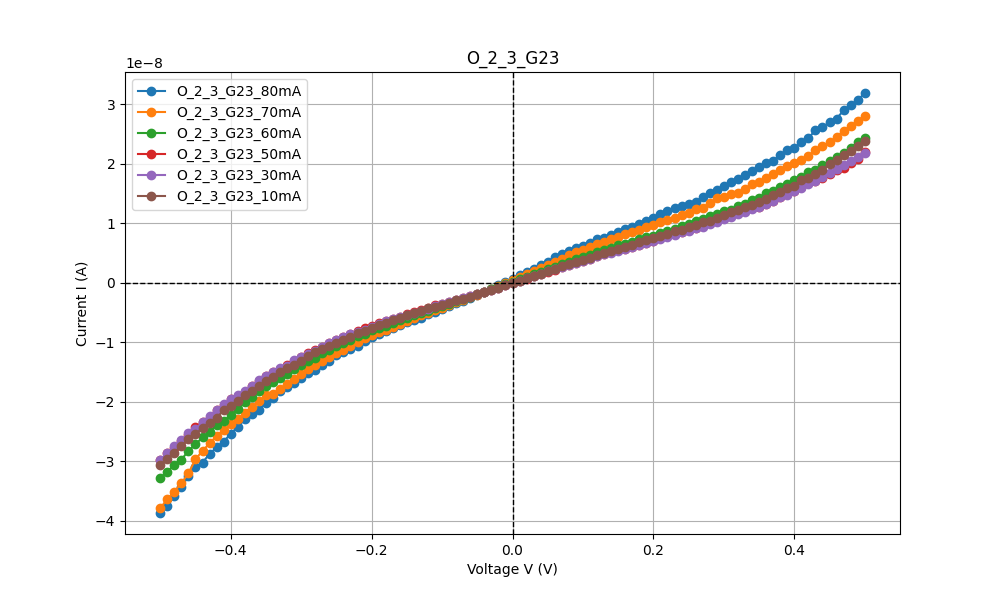 O_2_3_G23
1e−8
O_2_3_G23_80mA
O_2_3_G23_70mA
O_2_3_G23_60mA
O_2_3_G23_50mA
O_2_3_G23_30mA
O_2_3_G23_10mA
3
2
1
0
−1
−2
−3
−4
Current I (A)
−0.4 −0.2 0.0 0.2 0.4
Voltage V (V)